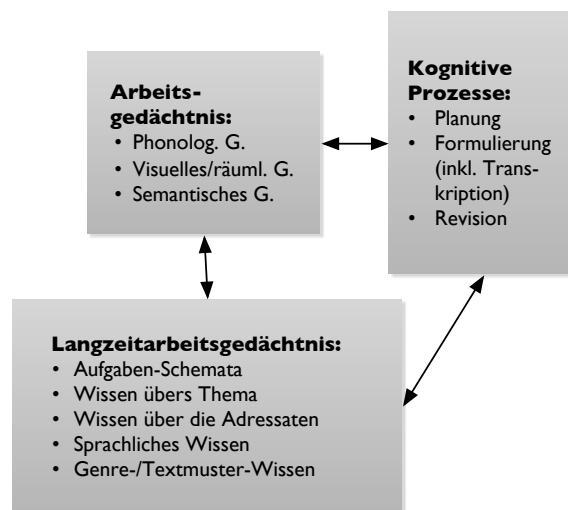 Arbeits-
gedächtnis:
• Phonolog. G.
• Visuelles/räuml. G.
• Semantisches G.
Kognitive
Prozesse:
• Planung
• Formulierung
(inkl. Trans-
kription)
• Revision
Langzeitarbeitsgedächtnis:
• Aufgaben-Schemata
• Wissen übers Thema
• Wissen über die Adressaten
• Sprachliches Wissen
• Genre-/Textmuster-Wissen